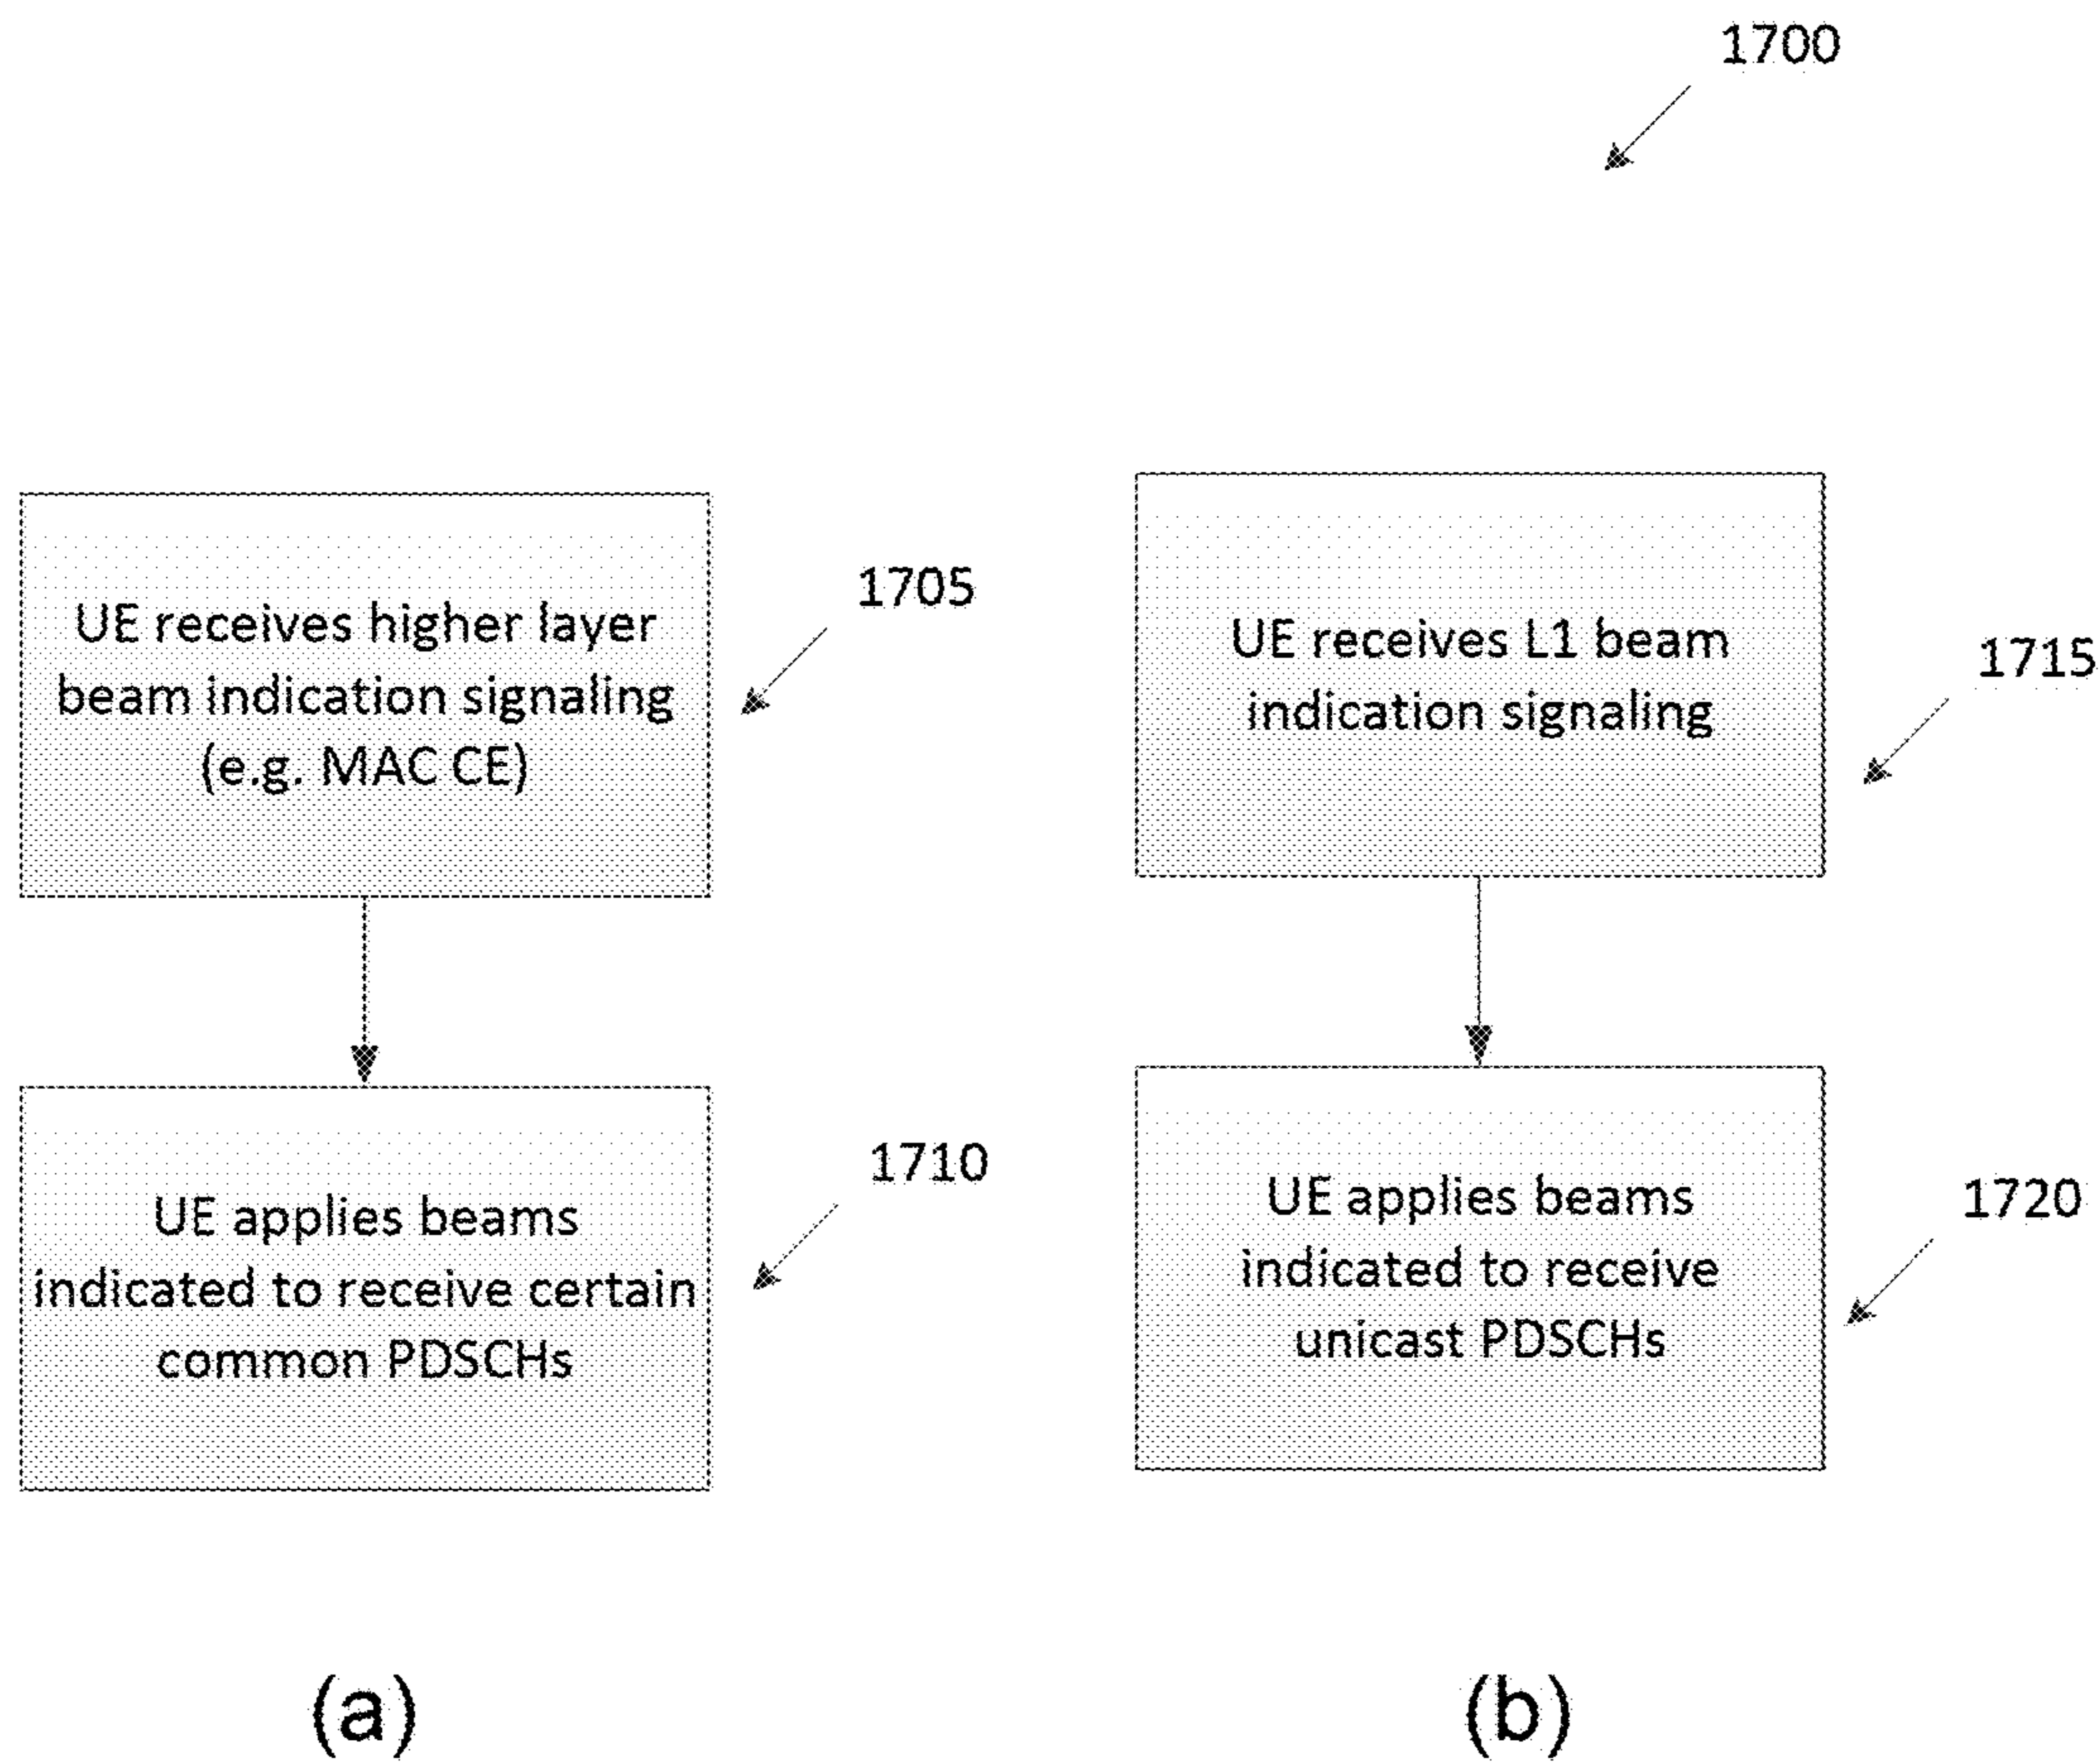 1700
UE receives higher layer
beam indication signaling
(e.g. MAC CE)
1705
UE applies beams
indicated to receive certain
common PDSCHs
1710
(a)
UE receives L1 beam
indication signaling
1715
UE applies beams
indicated to receive
unicast PDSCHs
1720
(b)